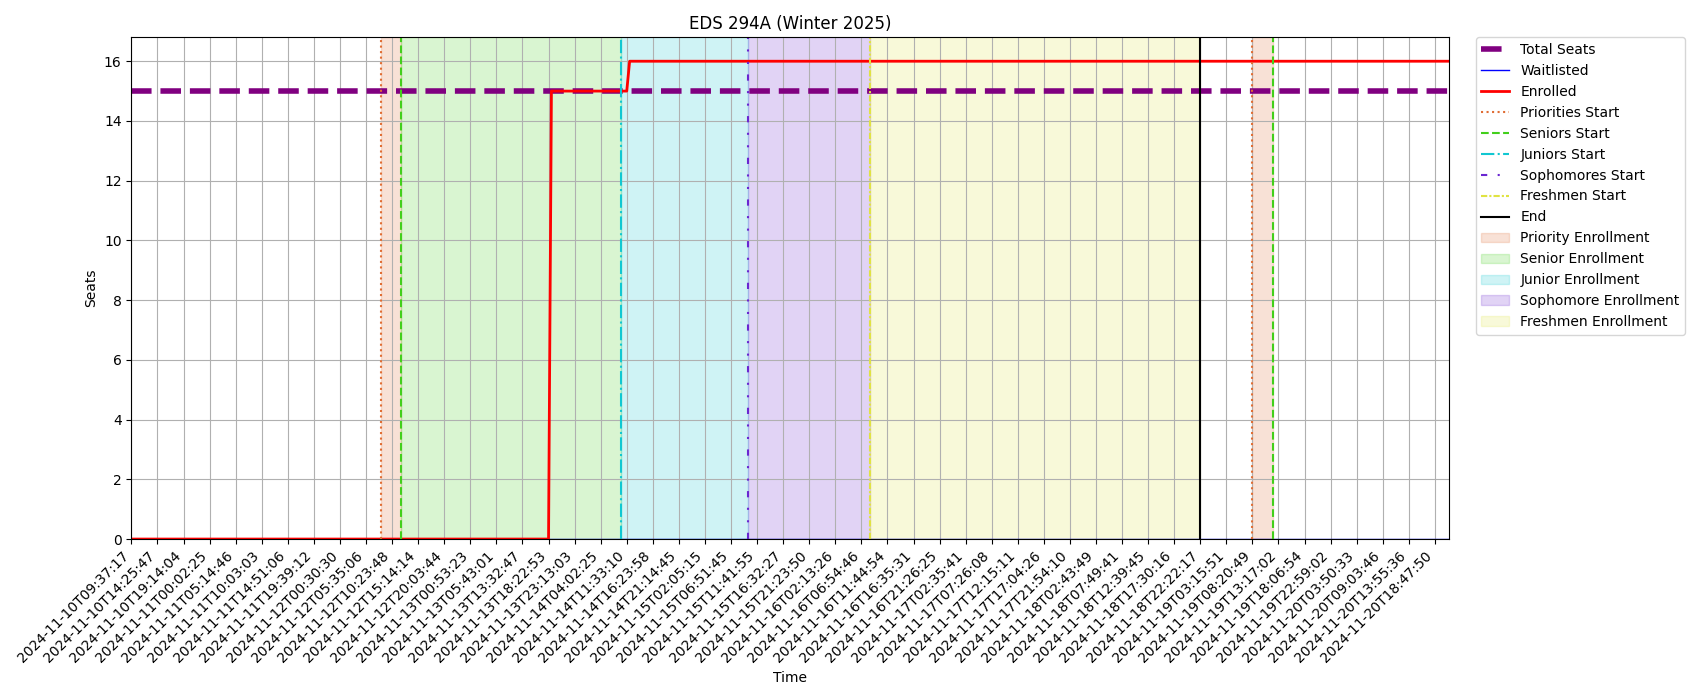 EDS 294A (Winter 2025)
Seats
16
14
12
10
8
6
4
2
0
2024-11-10T09:37:17
2024-11-10T14:25:47
2024-11-10T19:14:04
2024-11-11T00:02:25
2024-11-11T05:14:46
2024-11-11T10:03:03
2024-11-11T14:51:06
2024-11-11T19:39:12
2024-11-12T00:30:30
2024-11-12T05:35:06
2024-11-12T10:23:48
2024-11-12T15:14:14
2024-11-12T20:03:44
2024-11-13T00:53:23
2024-11-13T05:43:01
2024-11-13T13:32:47
2024-11-13T18:22:53
2024-11-13T23:13:03
2024-11-14T04:02:25
2024-11-14T11:33:10
2024-11-14T16:23:58
2024-11-14T21:14:45
2024-11-15T02:05:15
2024-11-15T06:51:45
2024-11-15T11:41:55
2024-11-15T16:32:27
2024-11-15T21:23:50
2024-11-16T02:13:26
2024-11-16T06:54:46
2024-11-16T11:44:54
2024-11-16T16:35:31
2024-11-16T21:26:25
2024-11-17T02:35:41
2024-11-17T07:26:08
2024-11-17T12:15:11
2024-11-17T17:04:26
2024-11-17T21:54:10
2024-11-18T02:43:49
2024-11-18T07:49:41
2024-11-18T12:39:45
2024-11-18T17:30:16
2024-11-18T22:22:17
2024-11-19T03:15:51
2024-11-19T08:20:49
2024-11-19T13:17:02
2024-11-19T18:06:54
2024-11-19T22:59:02
2024-11-20T03:50:33
2024-11-20T09:03:46
2024-11-20T13:55:36
2024-11-20T18:47:50
Time
Total Seats
Waitlisted
Enrolled
Priorities Start
Seniors Start
Juniors Start
Sophomores Start
Freshmen Start
End
Priority Enrollment
Senior Enrollment
Junior Enrollment
Sophomore Enrollment
Freshmen Enrollment